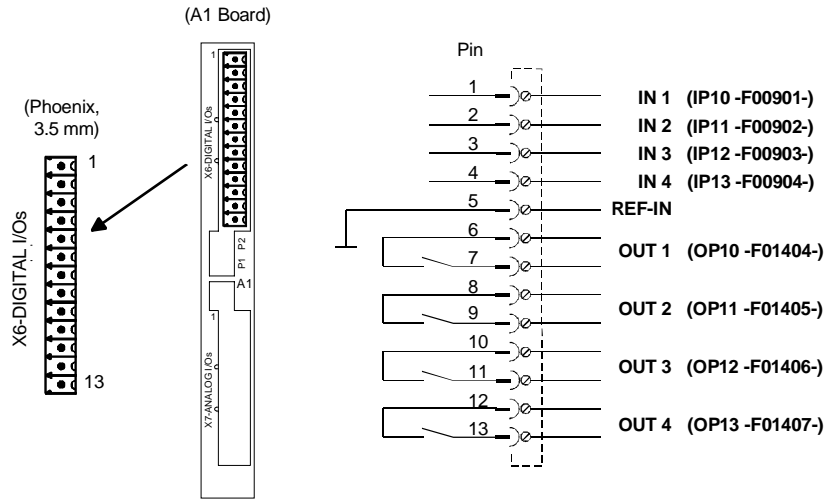 (A1 Board)
(Phoenix,
3.5 mm)
X6-DIGITAL I/Os
1
13
1
X6-DIGITAL I/Os
P1 P2
A1
1
X7-ANALOG I/Os
Pin
1 IN 1 (IP10 -F00901-)
2 IN 2 (IP11 -F00902-)
3 IN 3 (IP12 -F00903-)
4 IN 4 (IP13 -F00904-)
5 REF-IN
6
OUT 1 (OP10 -F01404-)
7
8
OUT 2 (OP11 -F01405-)
9
10
OUT 3 (OP12 -F01406-)
11
12
OUT 4 (OP13 -F01407-)
13